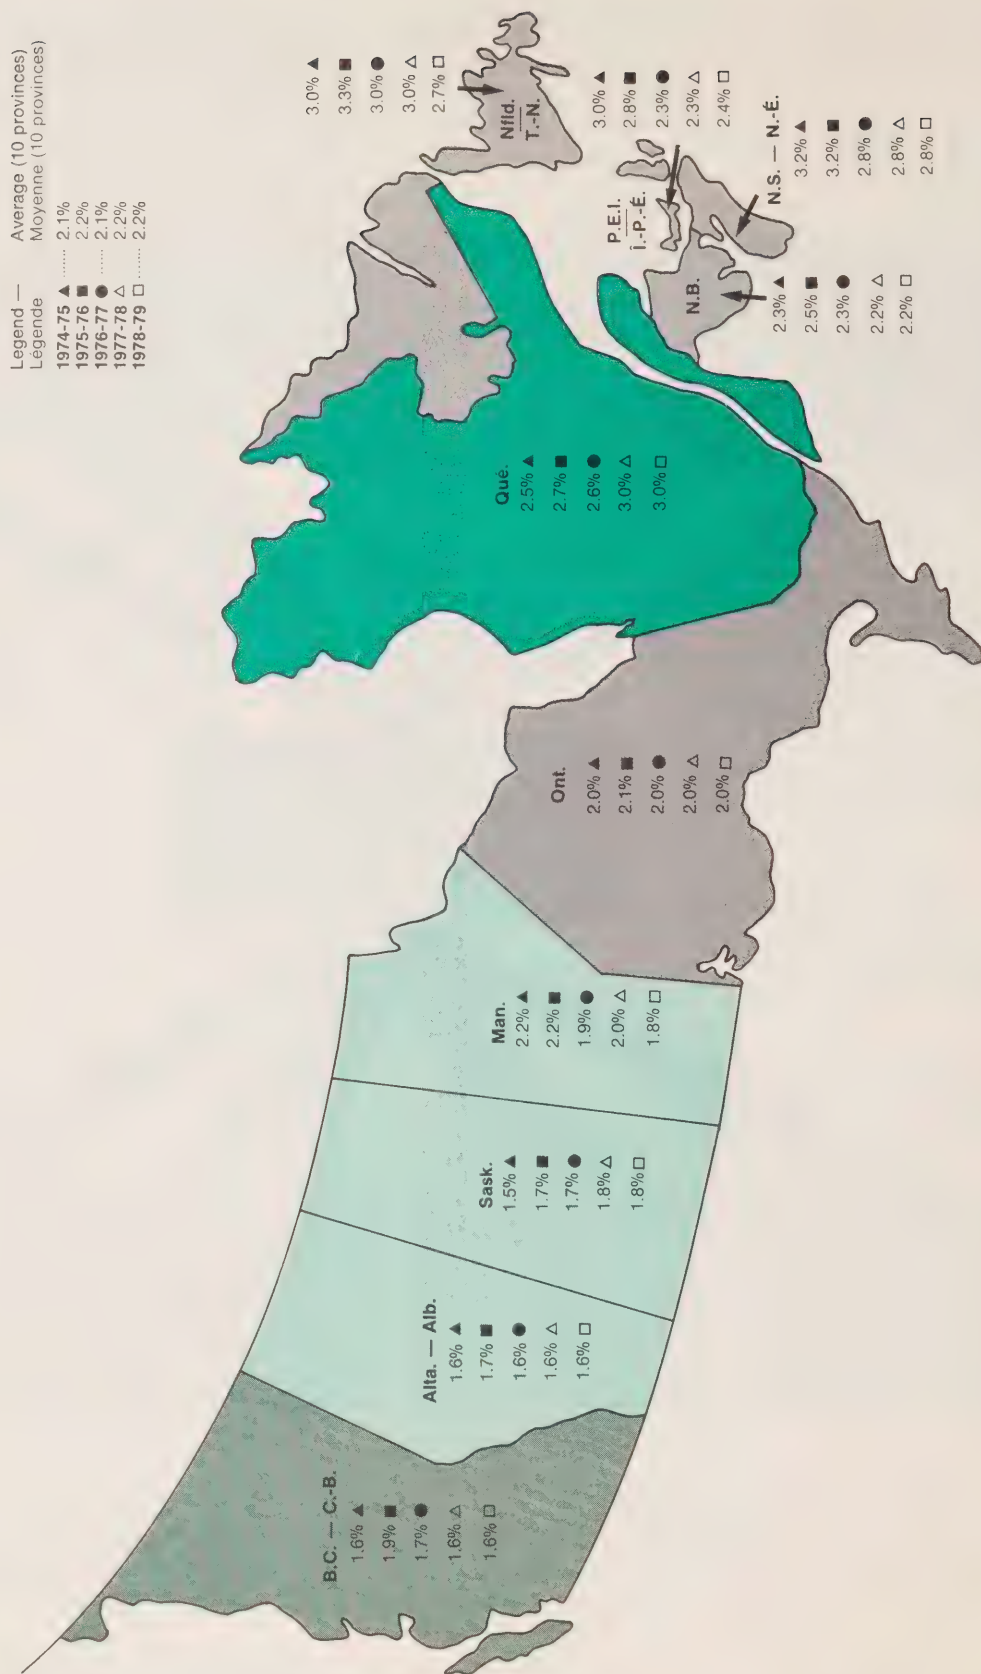 Legend — Average (10 provinces)
Légende Moyenne (10 provinces)
1974-75 ▲ ....... 2.1%
1975-76 ■ 2.2%
1976-77 ● ....... 2.1%
1977-78 △ 2.2%
1978-79 □ ....... 2.2%
B.C. — C.-B.
1.6% ▲
1.9% ■
1.7% ●
1.6% △
1.6% □
Alta. — Alb.
1.6% ▲
1.7% ■
1.6% ●
1.6% △
1.6% □
Sask.
1.5% ▲
1.7% ■
1.7% ●
1.8% △
1.8% □
Man.
2.2% ▲
2.2% ■
1.9% ●
2.0% △
1.8% □
Ont.
2.0% ▲
2.1% ■
2.0% ●
2.0% △
2.0% □
Qué.
2.5% ▲
2.7% ■
2.6% ●
3.0% △
3.0% □
N.B.
2.3% ▲
2.5% ■
2.3% ●
2.2% △
2.2% □
P.E.I.
Î.-P.-É.
3.0% ▲
2.8% ■
2.3% ●
2.3% △
2.4% □
N.S. — N.-É.
3.2% ▲
3.2% ■
2.8% ●
2.8% △
2.8% □
Nfld.
T.-N.
3.0% ▲
3.3% ■
3.0% ●
3.0% △
2.7% □